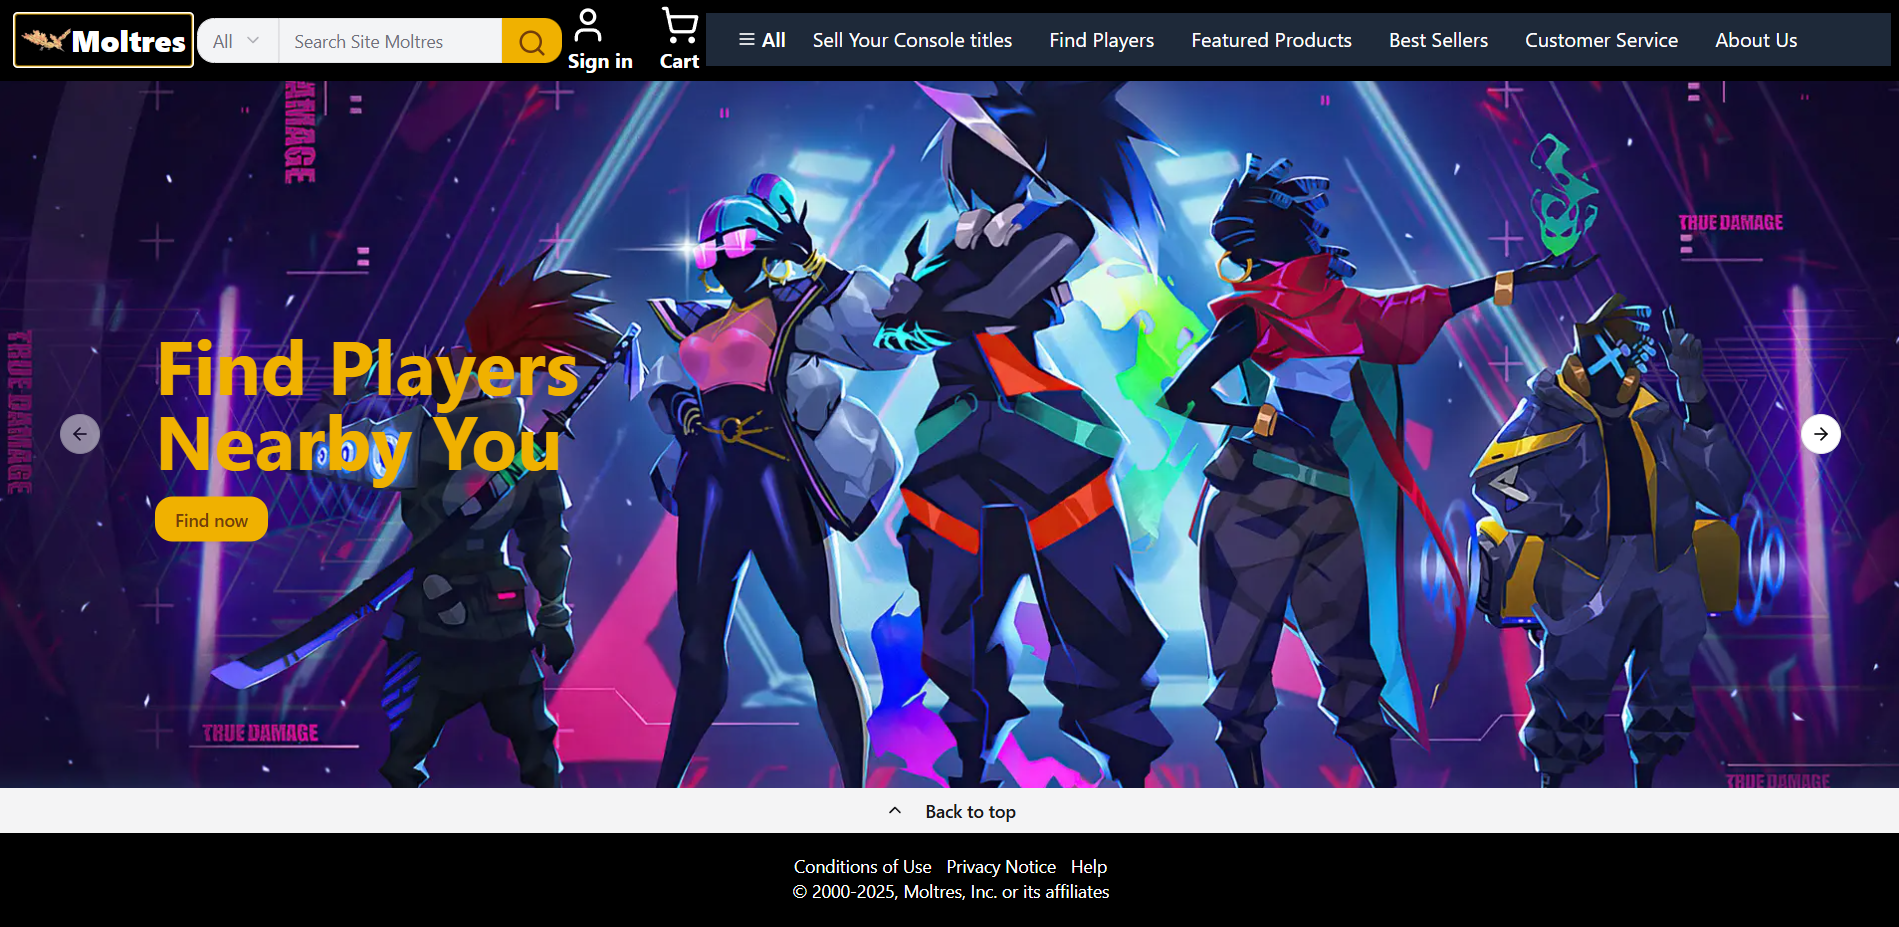 Moltres
All
Search Site Moltres
Sign in
Cart
All
Sell Your Console titles
Find Players
Featured Products
Best Sellers
Customer Service
About Us
TRUE DAMAGE
TRUE DAMAGE
Find Players
Nearby You
Find now
TRUE DAMAGE
TRUE DAMAGE
Back to top
Conditions of Use Privacy Notice Help
© 2000-2025, Moltres, Inc. or its affiliates